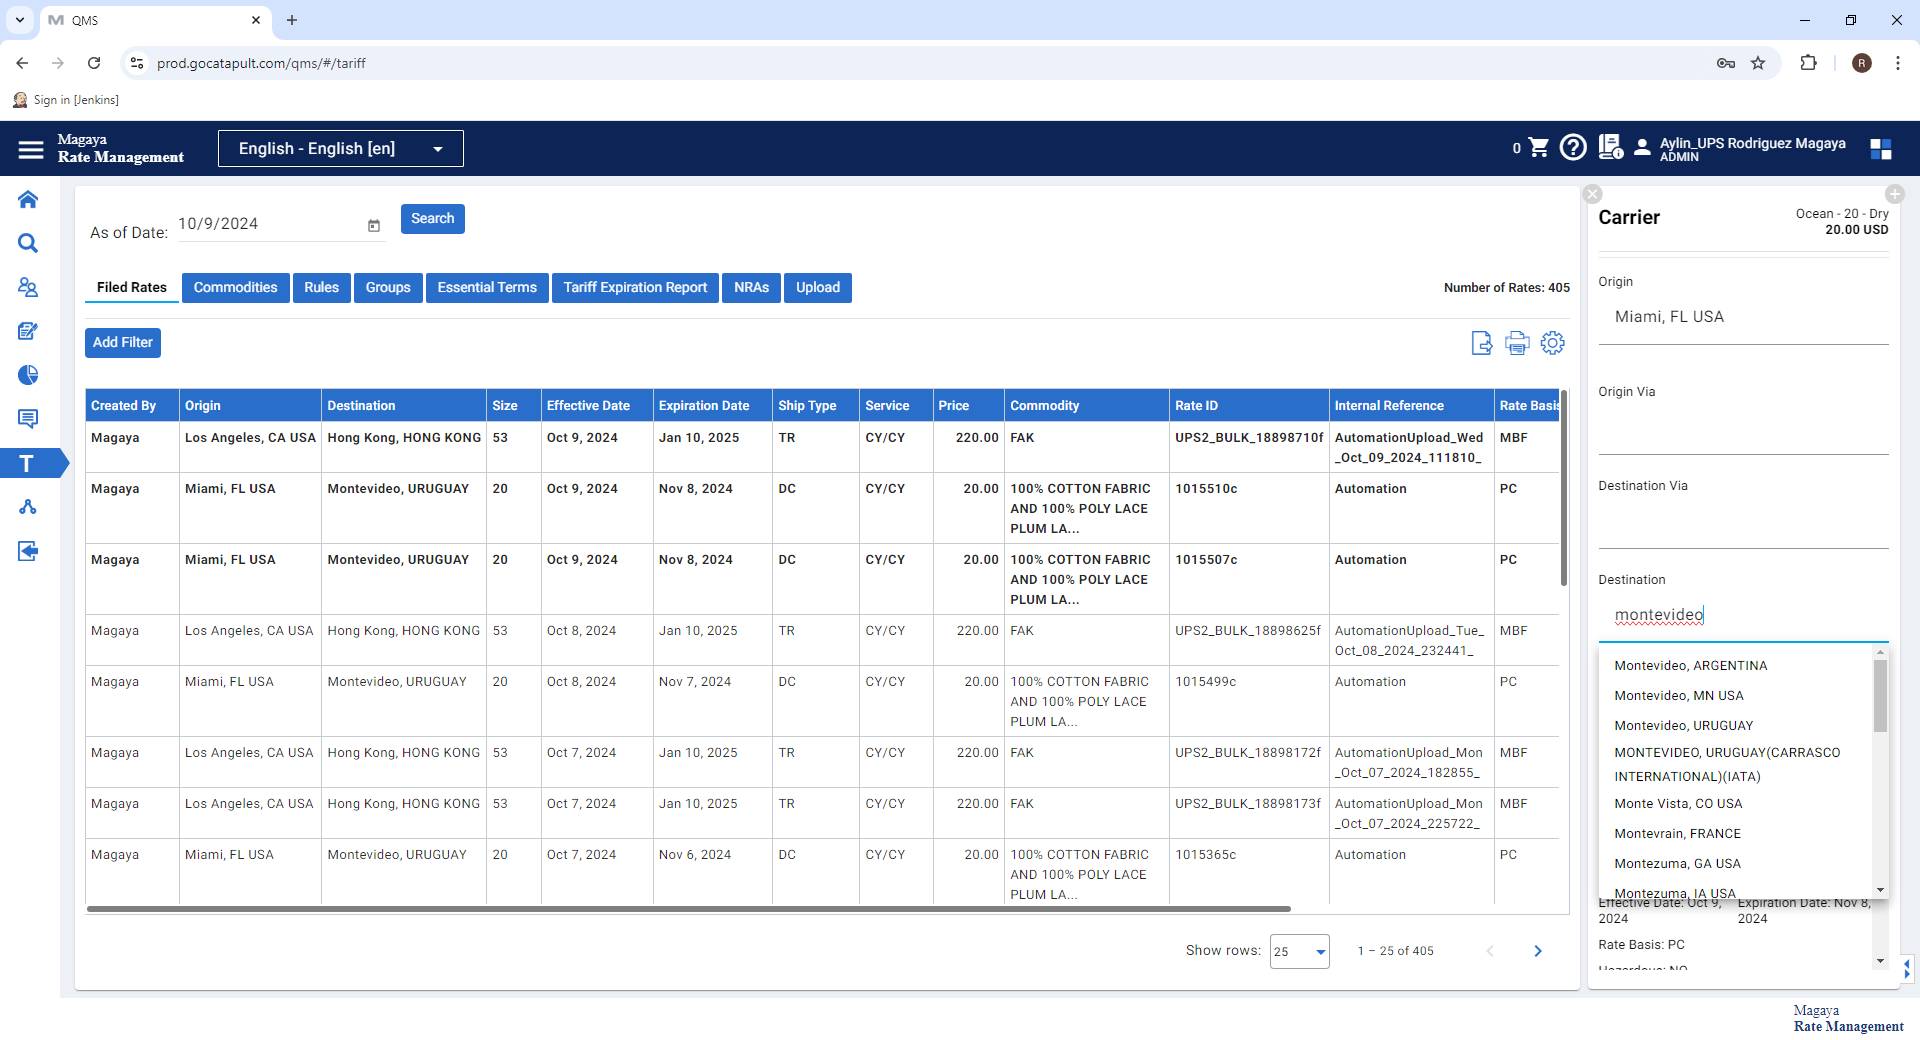 QMS
prod.gocatapult.com/qms/#/tariff
R
Sign in [Jenkins]
Magaya
Rate Management
English - English [en]
0
Aylin_UPS Rodriguez Magaya
ADMIN
As of Date: 10/9/2024
Search
Filed Rates Commodities Rules Groups Essential Terms Tariff Expiration Report NRAs Upload
Number of Rates: 405
Add Filter
Created By Origin Destination Size Effective Date Expiration Date Ship Type Service Price Commodity Rate ID Internal Reference Rate Basis
Magaya Los Angeles, CA USA Hong Kong, HONG KONG 53 Oct 9, 2024 Jan 10, 2025 TR CY/CY 220.00 FAK UPS2_BULK_18898710f AutomationUpload_Wed MBF
_Oct_09_2024_111810_
Magaya Miami, FL USA Montevideo, URUGUAY 20 Oct 9, 2024 Nov 8, 2024 DC CY/CY 20.00 100% COTTON FABRIC 1015510c Automation PC
AND 100% POLY LACE
PLUM LA...
Magaya Miami, FL USA Montevideo, URUGUAY 20 Oct 9, 2024 Nov 8, 2024 DC CY/CY 20.00 100% COTTON FABRIC 1015507c Automation PC
AND 100% POLY LACE
PLUM LA...
Magaya Los Angeles, CA USA Hong Kong, HONG KONG 53 Oct 8, 2024 Jan 10, 2025 TR CY/CY 220.00 FAK UPS2_BULK_18898625f AutomationUpload_Tue_ MBF
Oct_08_2024_232441_
Magaya Miami, FL USA Montevideo, URUGUAY 20 Oct 8, 2024 Nov 7, 2024 DC CY/CY 20.00 100% COTTON FABRIC 1015499c Automation PC
AND 100% POLY LACE
PLUM LA...
Magaya Los Angeles, CA USA Hong Kong, HONG KONG 53 Oct 7, 2024 Jan 10, 2025 TR CY/CY 220.00 FAK UPS2_BULK_18898172f AutomationUpload_Mon MBF
_Oct_07_2024_182855_
Magaya Los Angeles, CA USA Hong Kong, HONG KONG 53 Oct 7, 2024 Jan 10, 2025 TR CY/CY 220.00 FAK UPS2_BULK_18898173f AutomationUpload_Mon MBF
_Oct_07_2024_225722_
Magaya Miami, FL USA Montevideo, URUGUAY 20 Oct 7, 2024 Nov 6, 2024 DC CY/CY 20.00 100% COTTON FABRIC 1015365c Automation PC
AND 100% POLY LACE
PLUM LA...
Show rows: 25 1 – 25 of 405
T
Carrier
Ocean - 20 - Dry
20.00 USD
Origin
Miami, FL USA
Origin Via
Destination Via
Destination
montevideo
Montevideo, ARGENTINA
Montevideo, MN USA
Montevideo, URUGUAY
MONTEVIDEO, URUGUAY(CARRASCO
INTERNATIONAL)(IATA)
Monte Vista, CO USA
Montevrain, FRANCE
Montezuma, GA USA
Montezuma, IA USA
Effective Date: Oct 9, Expiration Date: Nov 8,
2024 2024
Rate Basis: PC
Hazardous: NO
Magaya
Rate Management